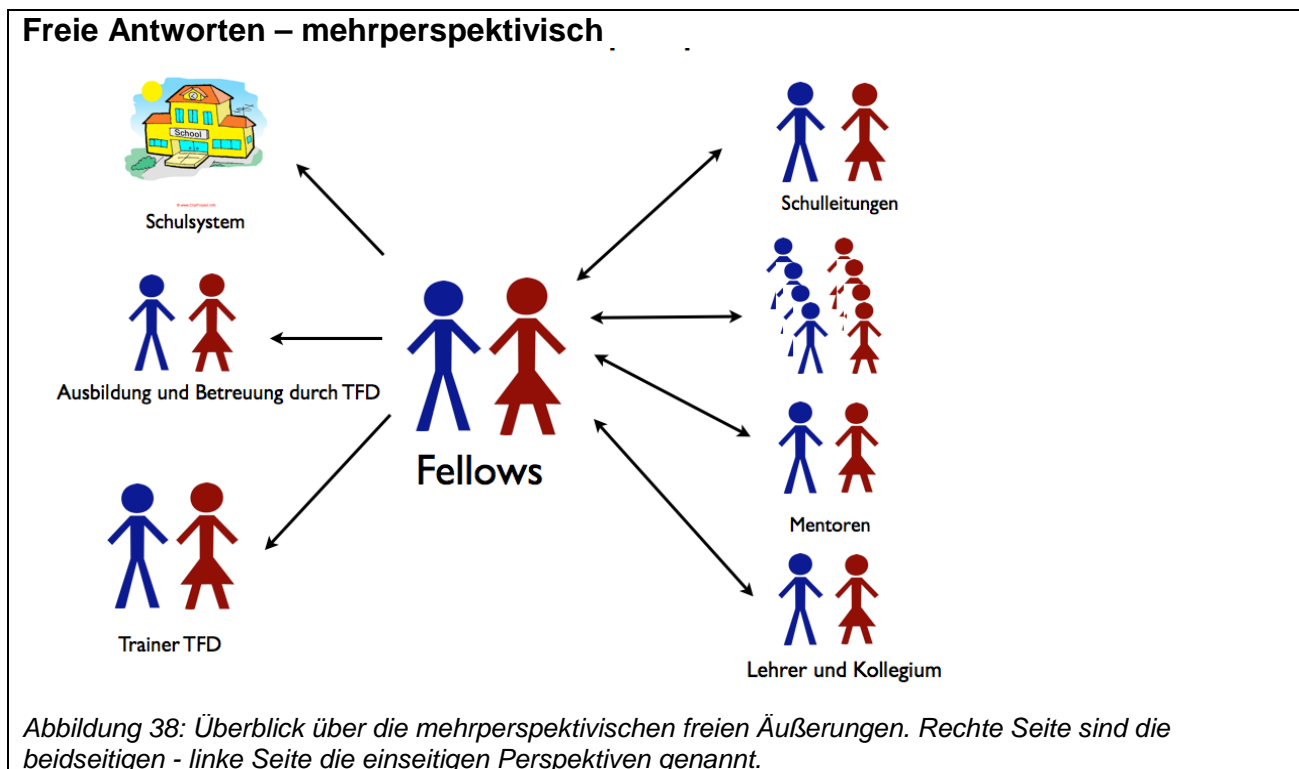 Freie Antworten – mehrperspektivisch
School
Schulsystem
Schulleitungen
Ausbildung und Betreuung durch TFD
Fellows
Mentoren
Trainer TFD
Lehrer und Kollegium
Abbildung 38: Überblick über die mehrperspektivischen freien Äußerungen. Rechte Seite sind die
beidseitigen - linke Seite die einseitigen Perspektiven genannt.